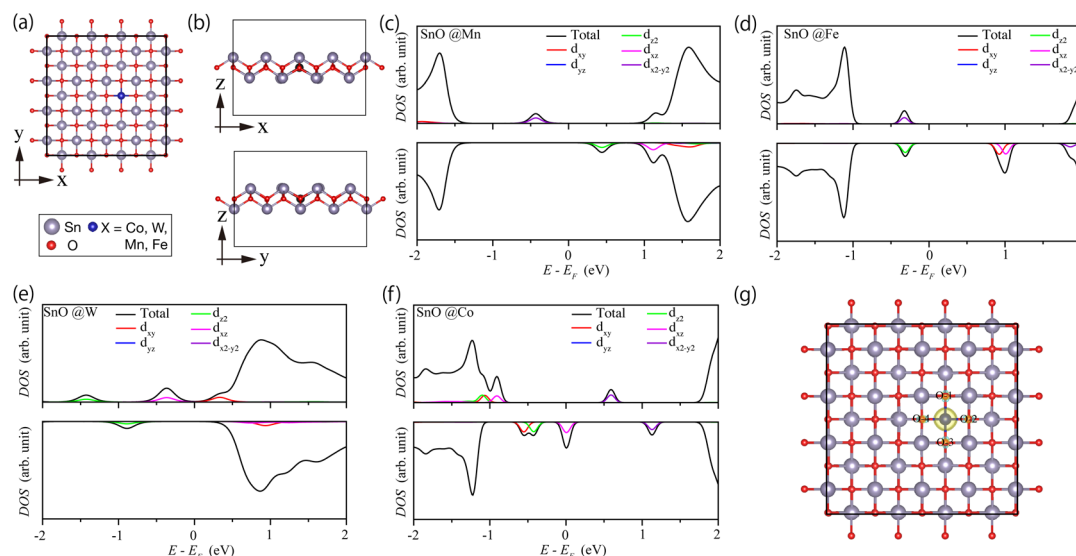 (a)
y
x
Sn X = Co, W,
O Mn, Fe
(b)
z
x
z
y
(c)
SnO @Mn
Total
d_xy
d_yz
d_z2
d_xz
d_x2-y2
DOS (arb. unit)
DOS (arb. unit)
-2 -1 0 1 2
E - E_F (eV)
(d)
SnO @Fe
Total
d_xy
d_yz
d_z2
d_xz
d_x2-y2
DOS (arb. unit)
DOS (arb. unit)
-2 -1 0 1 2
E - E_F (eV)
(e)
SnO @W
Total
d_xy
d_yz
d_z2
d_xz
d_x2-y2
DOS (arb. unit)
DOS (arb. unit)
-2 -1 0 1 2
E - E_F (eV)
(f)
SnO @Co
Total
d_xy
d_yz
d_z2
d_xz
d_x2-y2
DOS (arb. unit)
DOS (arb. unit)
-2 -1 0 1 2
E - E_F (eV)
(g)